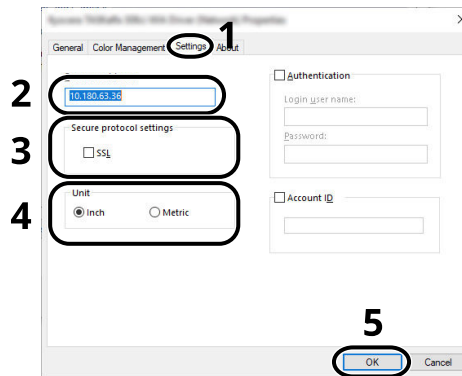 1
General Color Management Settings About
2
10.180.63.36
Authentication
Login user name:
Password:
3
Secure protocol settings
SSL
4
Unit
Inch Metric
Account ID
5
OK Cancel